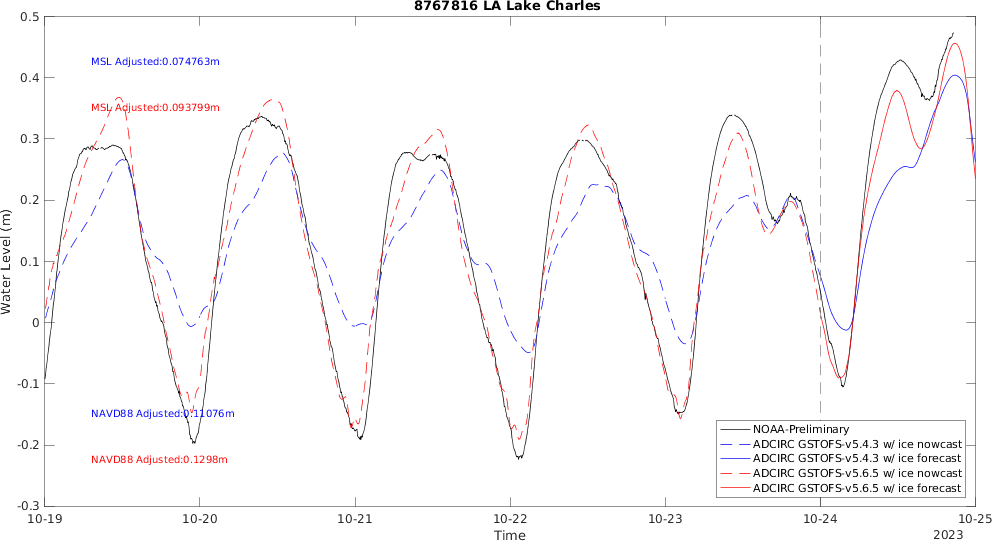 8767816 LA Lake Charles
0.5
0.4
0.3
0.2
0.1
0
-0.1
-0.2
-0.3
Water Level (m)
MSL Adjusted:0.074763m
MSL Adjusted:0.093799m
NAVD88 Adjusted:0.11076m
NAVD88 Adjusted:0.1298m
NOAA-Preliminary
ADCIRC GSTOFS-v5.4.3 w/ ice nowcast
ADCIRC GSTOFS-v5.4.3 w/ ice forecast
ADCIRC GSTOFS-v5.6.5 w/ ice nowcast
ADCIRC GSTOFS-v5.6.5 w/ ice forecast
10-19 10-20 10-21 10-22 10-23 10-24 10-25
Time
2023